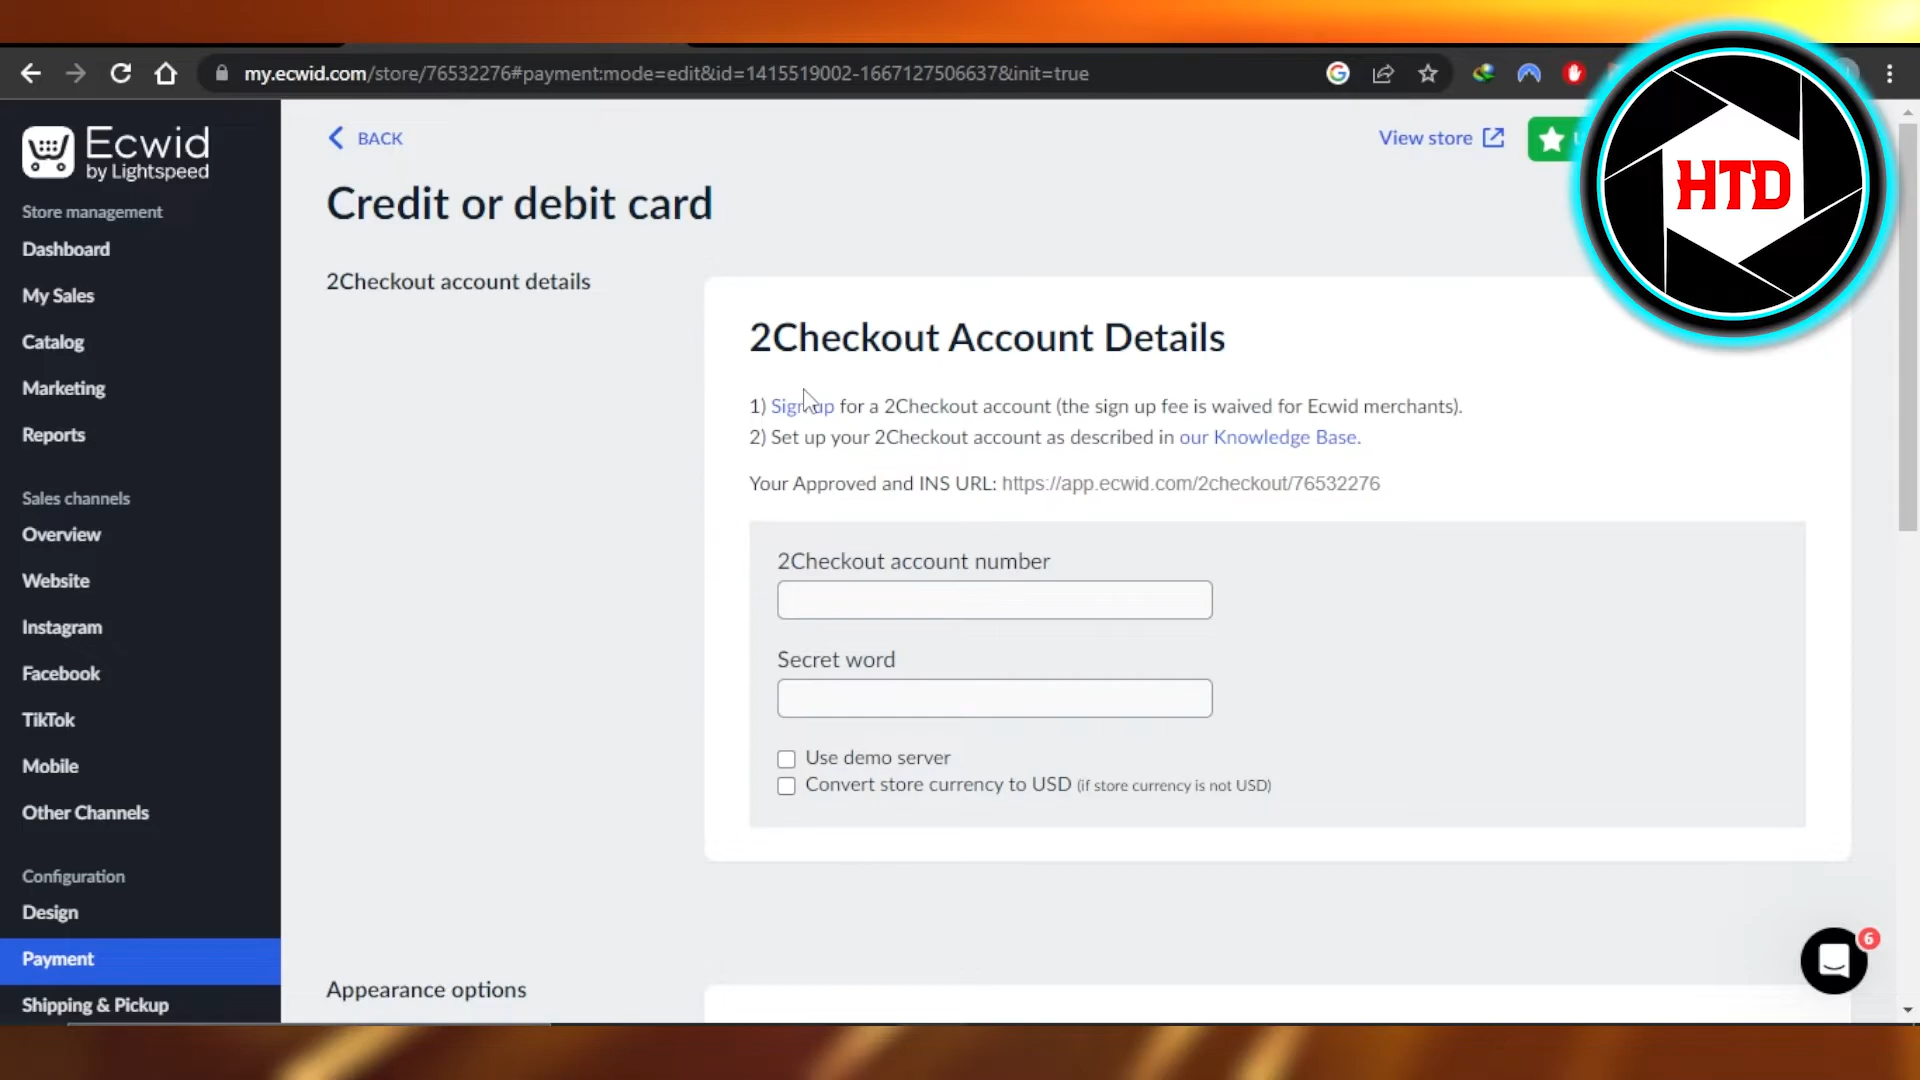 my.ecwid.com/store/76532276#payment:mode=edit&id=1415519002-1667127506637&init=true
Ecwid
by Lightspeed
Store management
Dashboard
My Sales
Catalog
Marketing
Reports
Sales channels
Overview
Website
Instagram
Facebook
TikTok
Mobile
Other Channels
Configuration
Design
Payment
Shipping & Pickup
BACK
View store
HTD
Credit or debit card
2Checkout account details
2Checkout Account Details
1) Sign up for a 2Checkout account (the sign up fee is waived for Ecwid merchants).
2) Set up your 2Checkout account as described in our Knowledge Base.
Your Approved and INS URL: https://app.ecwid.com/2checkout/76532276
2Checkout account number
Secret word
Use demo server
Convert store currency to USD (if store currency is not USD)
6
Appearance options